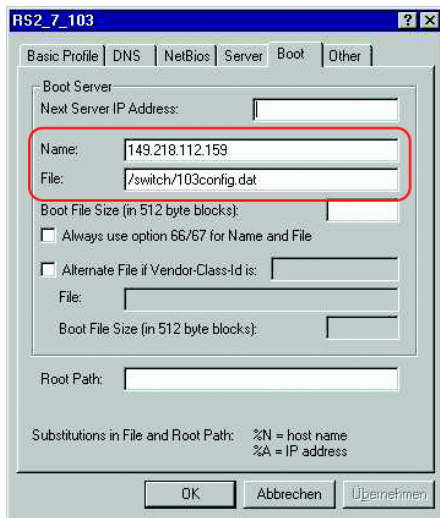 RS2_7_103
Basic Profile DNS NetBios Server Boot Other
Boot Server
Next Server IP Address:
Name: 149.218.112.159
File: /switch/103config.dat
Boot File Size (in 512 byte blocks):
Always use option 66/67 for Name and File
Alternate File if Vendor-Class-Id is:
File:
Boot File Size (in 512 byte blocks):
Root Path:
Substitutions in File and Root Path: %N = host name
%A = IP address
OK Abbrechen Übernehmen